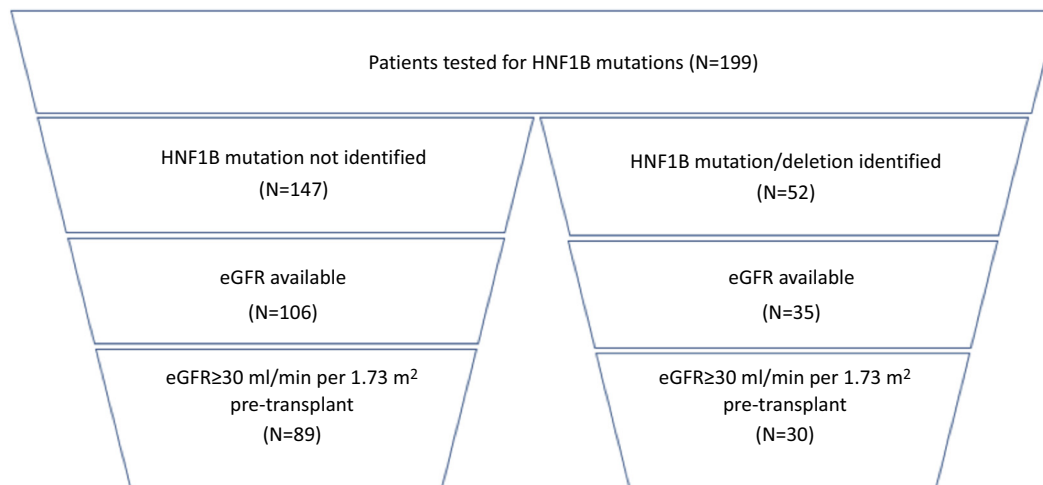 Patients tested for HNF1B mutations (N=199)
HNF1B mutation not identified
(N=147)
HNF1B mutation/deletion identified
(N=52)
eGFR available
(N=106)
eGFR available
(N=35)
eGFR≥30 ml/min per 1.73 m²
pre-transplant
(N=89)
eGFR≥30 ml/min per 1.73 m²
pre-transplant
(N=30)